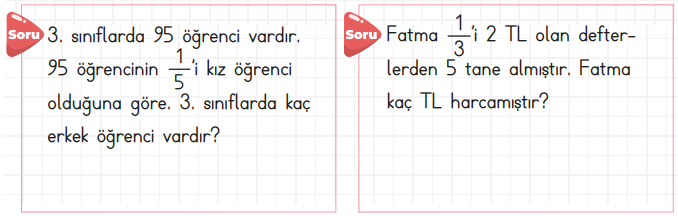 Soru
3. sınıflarda 95 öğrenci vardır.
95 öğrencinin 1/5'i kız öğrenci
olduğuna göre. 3. sınıflarda kaç
erkek öğrenci vardır?
Soru
Fatma 1/3'i 2 TL olan defter-
lerden 5 tane almıştır. Fatma
kaç TL harcamıştır?